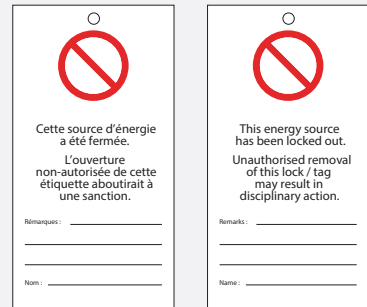 Cette source d'énergie
a été fermée.
L'ouverture
non-autorisée de cette
étiquette aboutirait à
une sanction.
Rémarques :
Nom :
This energy source
has been locked out.
Unauthorised removal
of this lock / tag
may result in
disciplinary action.
Remarks :
Name :